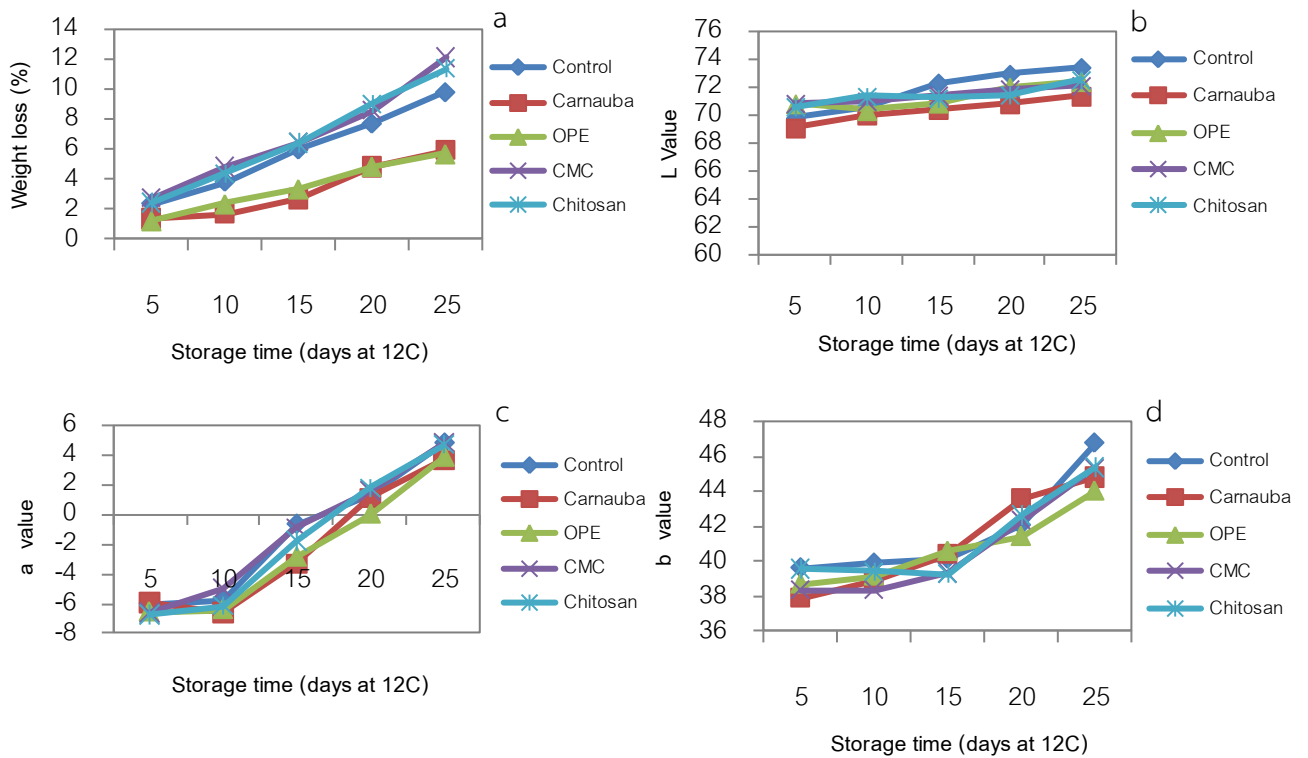 a
14
12
10
8
6
4
2
0
Weight loss (%)
5 10 15 20 25
Storage time (days at 12C)
Control
Carnauba
OPE
CMC
Chitosan
b
76
74
72
70
68
66
64
62
60
L Value
5 10 15 20 25
Storage time (days at 12C)
Control
Carnauba
OPE
CMC
Chitosan
c
6
4
2
0
-2
-4
-6
-8
a value
5 10 15 20 25
Storage time (days at 12C)
Control
Carnauba
OPE
CMC
Chitosan
d
48
46
44
42
40
38
36
b value
5 10 15 20 25
Storage time (days at 12C)
Control
Carnauba
OPE
CMC
Chitosan